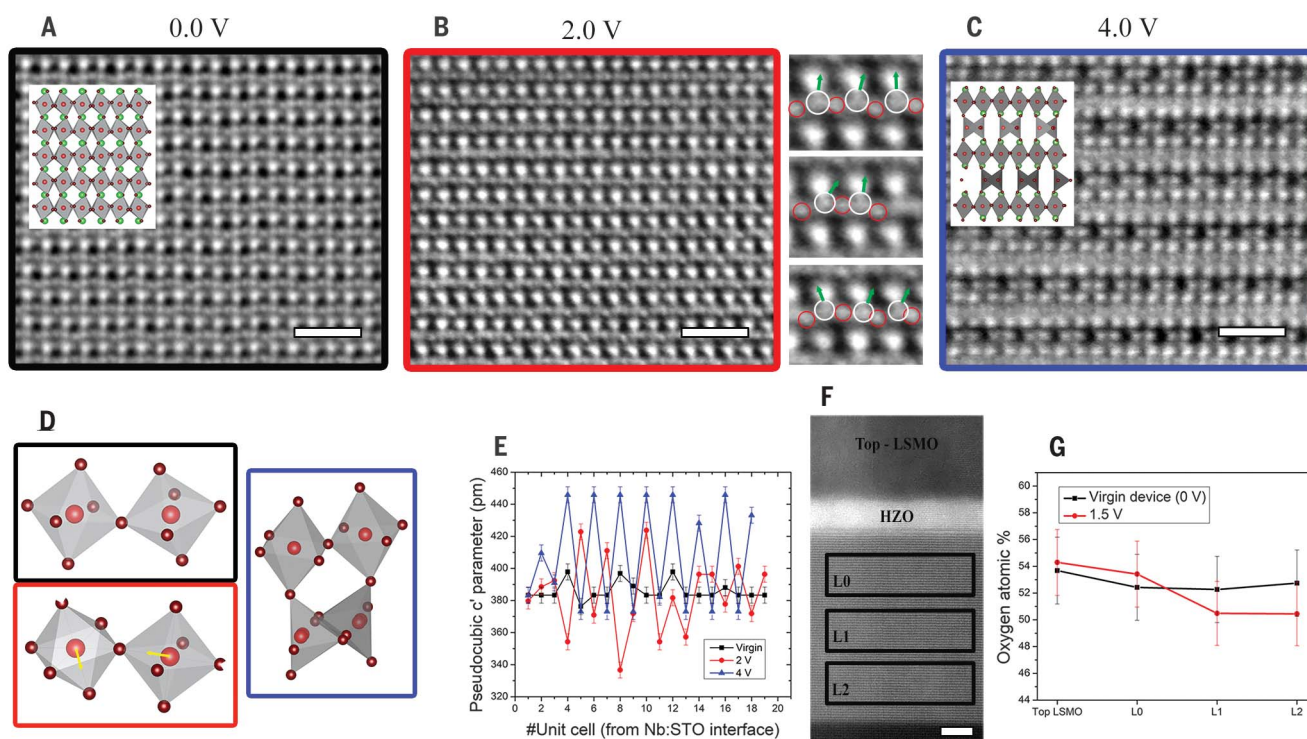 A
0.0 V
B
2.0 V
C
4.0 V
D
E
Pseudocubic c' parameter (pm)
460
440
420
400
380
360
340
320
Virgin
2 V
4 V
0 2 4 6 8 10 12 14 16 18 20
#Unit cell (from Nb:STO interface)
F
Top - LSMO
HZO
L0
L1
L2
G
Oxygen atomic %
64
62
60
58
56
54
52
50
48
46
44
Virgin device (0 V)
1.5 V
Top LSMO L0 L1 L2